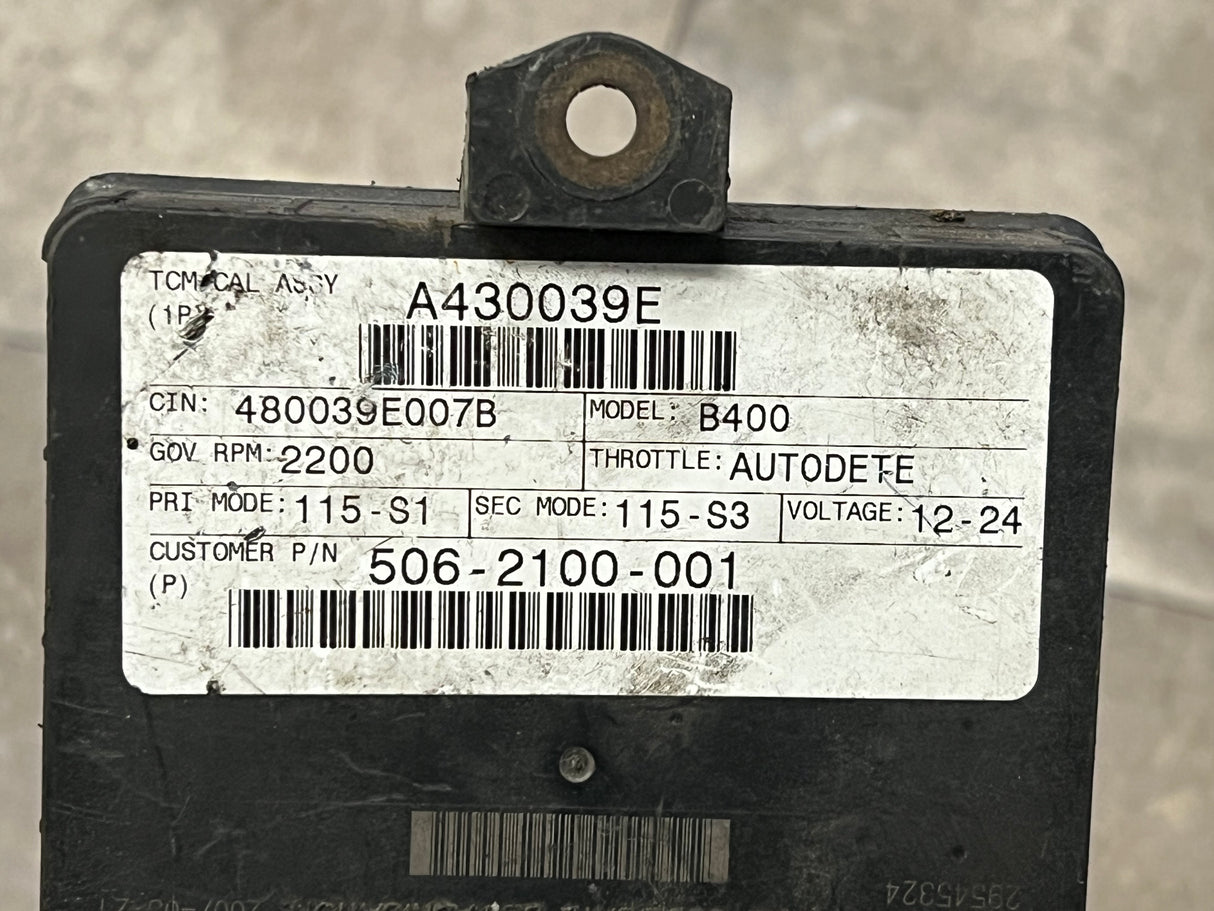 TCM CAL ASSY
(1P) A430039E
CIN: 480039E007B MODEL: B400
GOV RPM: 2200 THROTTLE: AUTODETE
PRI MODE: 115-S1 SEC MODE: 115-S3 VOLTAGE: 12-24
CUSTOMER P/N 506-2100-001
(P)
29545324